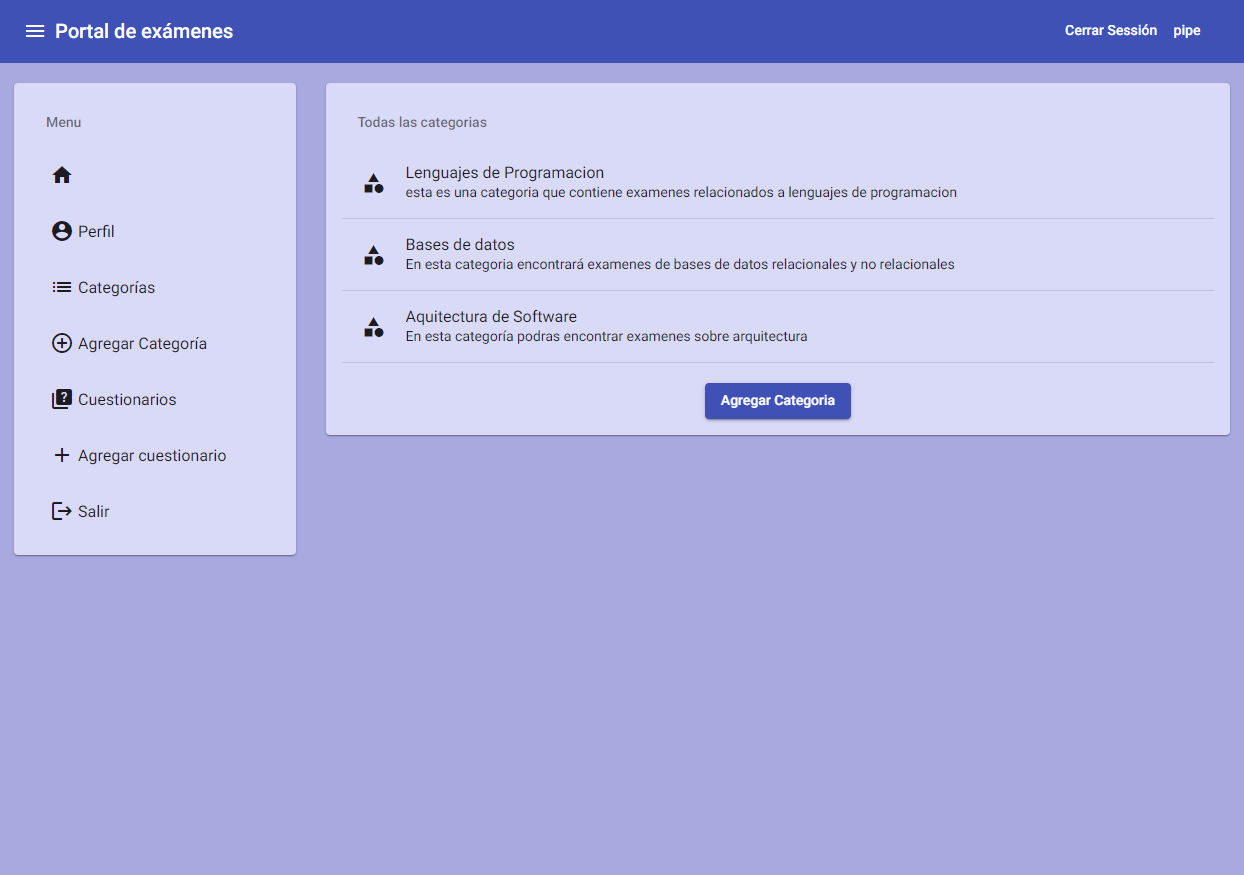 Portal de exámenes
Cerrar Sessión pipe
Menu
Perfil
Categorías
Agregar Categoría
Cuestionarios
Agregar cuestionario
Salir
Todas las categorias
Lenguajes de Programacion
esta es una categoria que contiene examenes relacionados a lenguajes de programacion
Bases de datos
En esta categoria encontrará examenes de bases de datos relacionales y no relacionales
Aquitectura de Software
En esta categoría podras encontrar examenes sobre arquitectura
Agregar Categoria